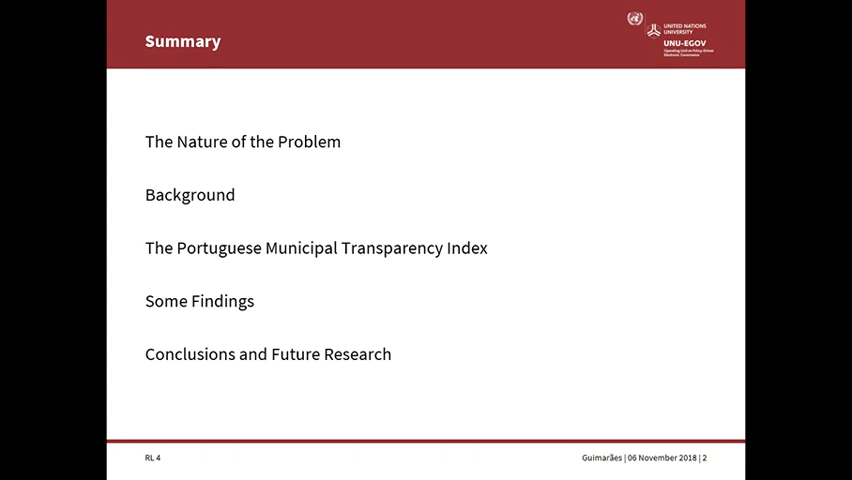 Summary
UNITED NATIONS
UNIVERSITY
UNU-EGOV
Operating Unit on Policy-Driven
Electronic Governance
The Nature of the Problem
Background
The Portuguese Municipal Transparency Index
Some Findings
Conclusions and Future Research
RL 4
Guimarães | 06 November 2018 | 2